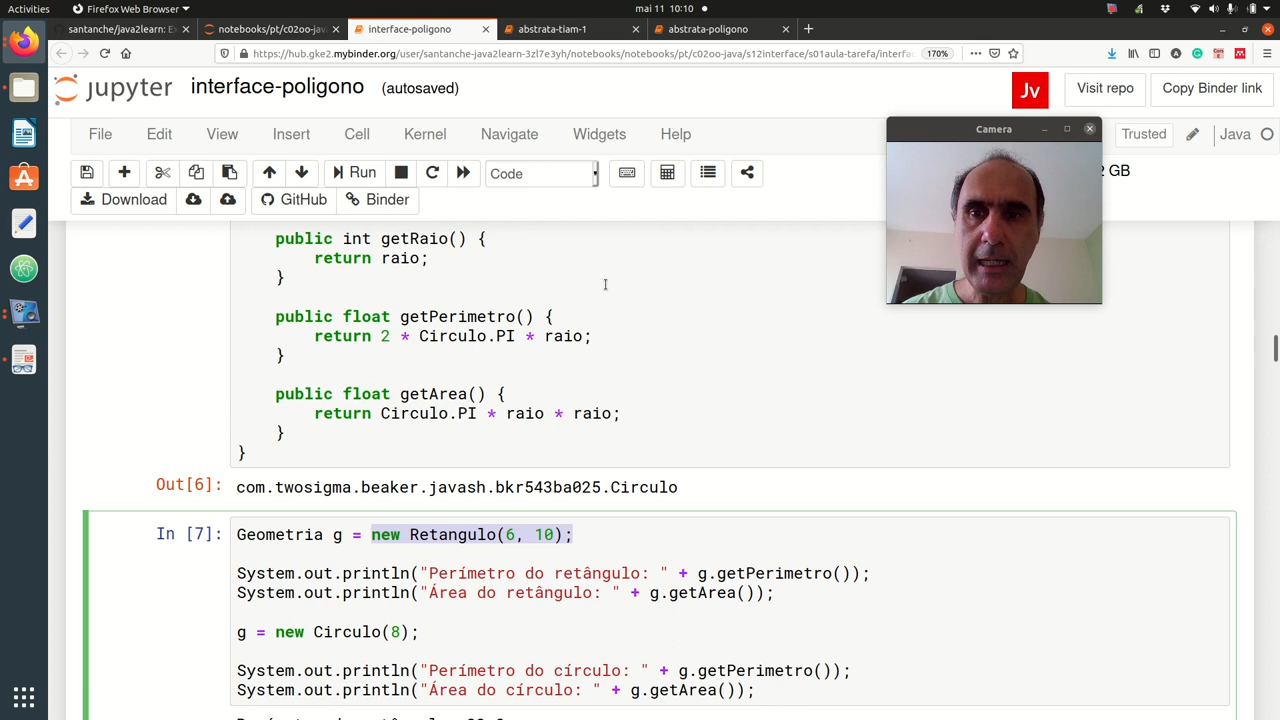 Activities
Firefox Web Browser
mai 11 10:10
santanche/java2learn: Ex
notebooks/pt/c02oo-jav
interface-poligono
abstrata-tiam-1
abstrata-poligono
https://hub.gke2.mybinder.org/user/santanche-java2learn-3zl7e3yh/notebooks/notebooks/pt/c02oo-java/s12interface/s01aula-tarefa/interfac
170%
jupyter
interface-poligono
(autosaved)
Jv
Visit repo
Copy Binder link
File
Edit
View
Insert
Cell
Kernel
Navigate
Widgets
Help
Camera
Trusted
Java
Run
Code
GB
Download
GitHub
Binder
public int getRaio() {
return raio;
}
public float getPerimetro() {
return 2 * Circulo.PI * raio;
}
public float getArea() {
return Circulo.PI * raio * raio;
}
}
Out[6]:
com.twosigma.beaker.javash.bkr543ba025.Circulo
In [7]:
Geometria g = new Retangulo(6, 10);
System.out.println("Perímetro do retângulo: " + g.getPerimetro());
System.out.println("Área do retângulo: " + g.getArea());
g = new Circulo(8);
System.out.println("Perímetro do círculo: " + g.getPerimetro());
System.out.println("Área do círculo: " + g.getArea());